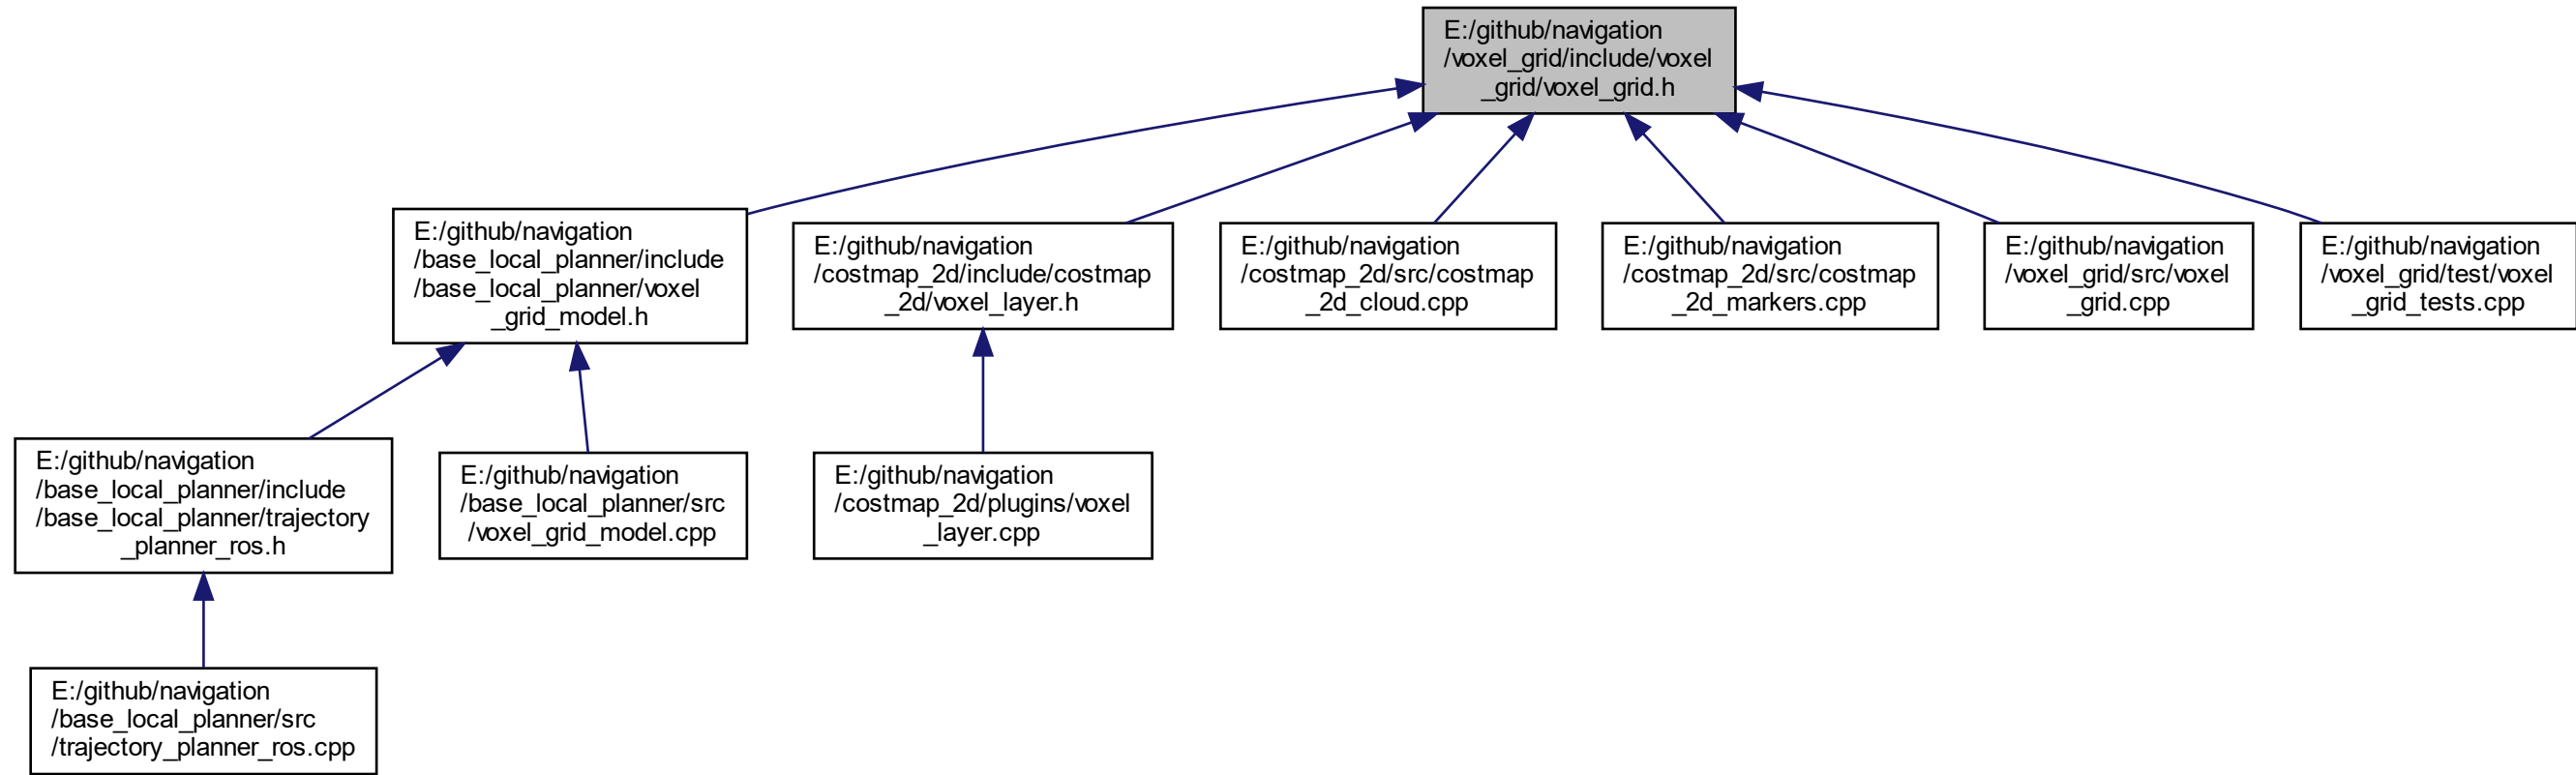 E:/github/navigation
/voxel_grid/include/voxel
_grid/voxel_grid.h
E:/github/navigation
/base_local_planner/include
/base_local_planner/voxel
_grid_model.h
E:/github/navigation
/costmap_2d/include/costmap
_2d/voxel_layer.h
E:/github/navigation
/costmap_2d/src/costmap
_2d_cloud.cpp
E:/github/navigation
/costmap_2d/src/costmap
_2d_markers.cpp
E:/github/navigation
/voxel_grid/src/voxel
_grid.cpp
E:/github/navigation
/voxel_grid/test/voxel
_grid_tests.cpp
E:/github/navigation
/base_local_planner/include
/base_local_planner/trajectory
_planner_ros.h
E:/github/navigation
/base_local_planner/src
/voxel_grid_model.cpp
E:/github/navigation
/costmap_2d/plugins/voxel
_layer.cpp
E:/github/navigation
/base_local_planner/src
/trajectory_planner_ros.cpp